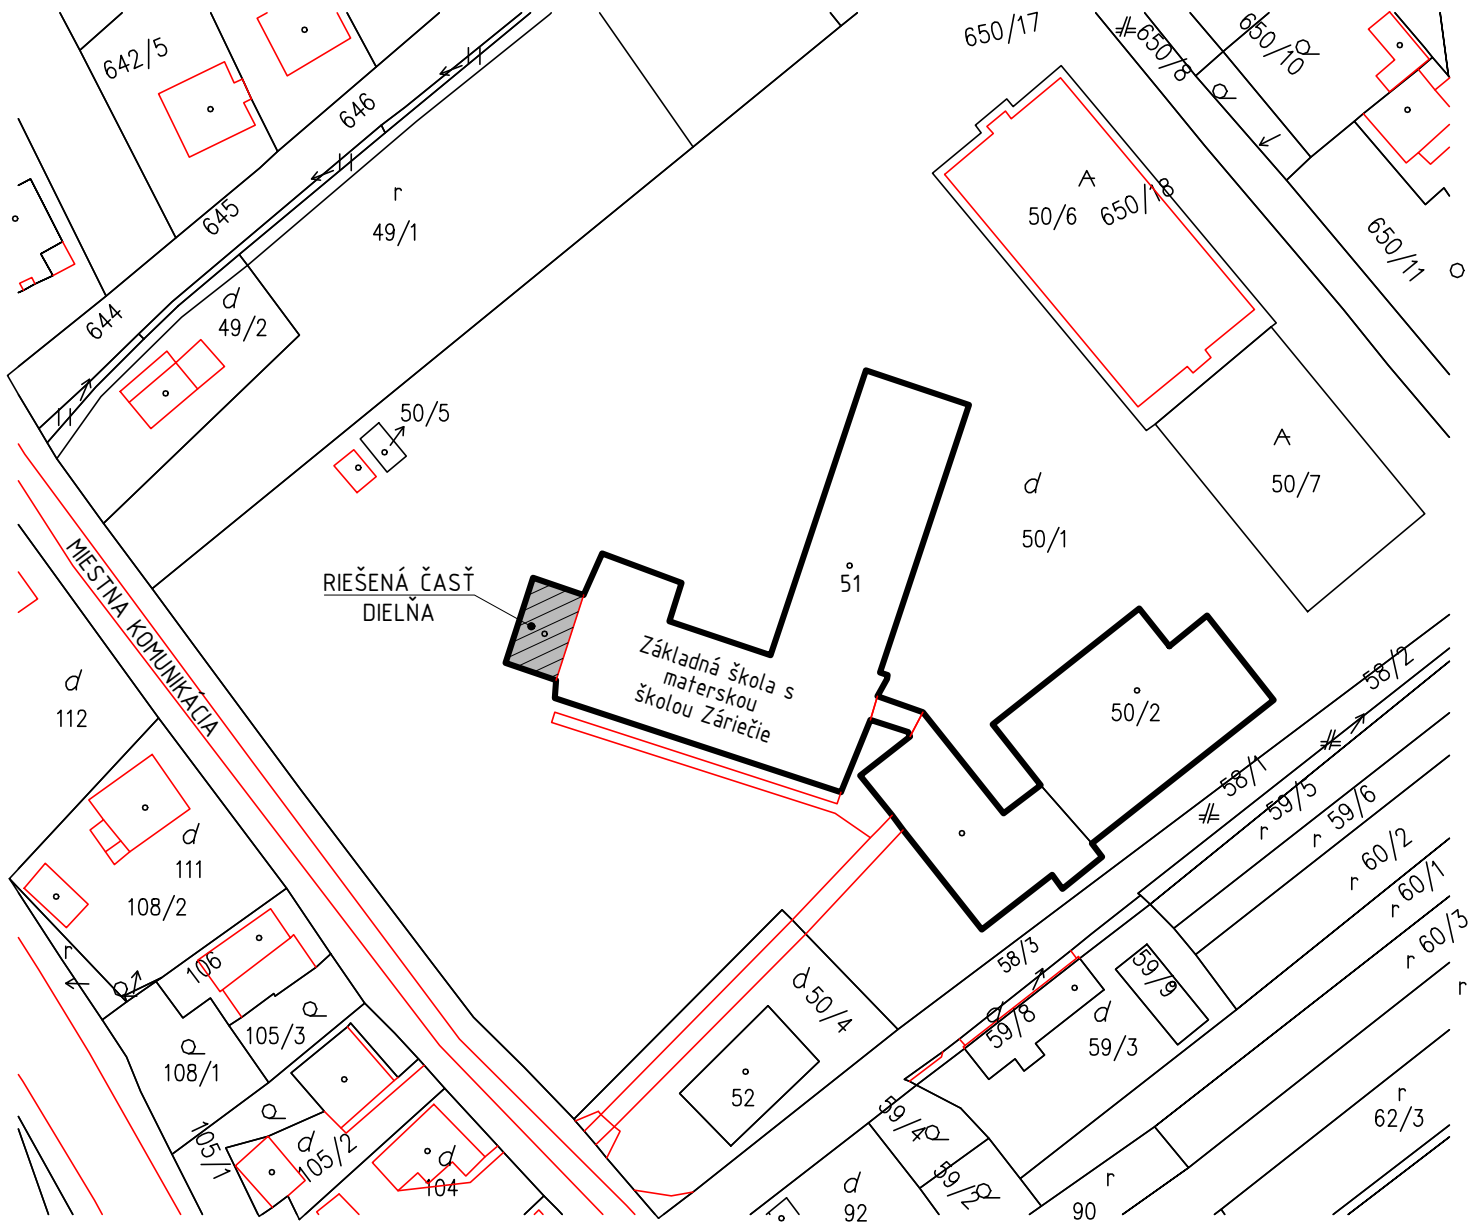 642/5
650/17
650/8
650/10
646
645
r
49/1
50/6
650/18
650/11
644
d
49/2
50/5
50/7
d
50/1
MIESTNA KOMUNIKÁCIA
RIEŠENÁ ČASŤ
DIELŇA
51
Základná škola s
materskou
školou Záriečie
50/2
58/2
d
112
58/1
r 59/5
r 59/6
r 60/2
r 60/1
r 60/3
d
111
108/2
r
106
105/3
108/1
58/3
d 50/4
59/9
59/8
d
59/3
r
52
r
62/3
59/4
59/2
105/1
d
105/2
d
104
d
92
r
90